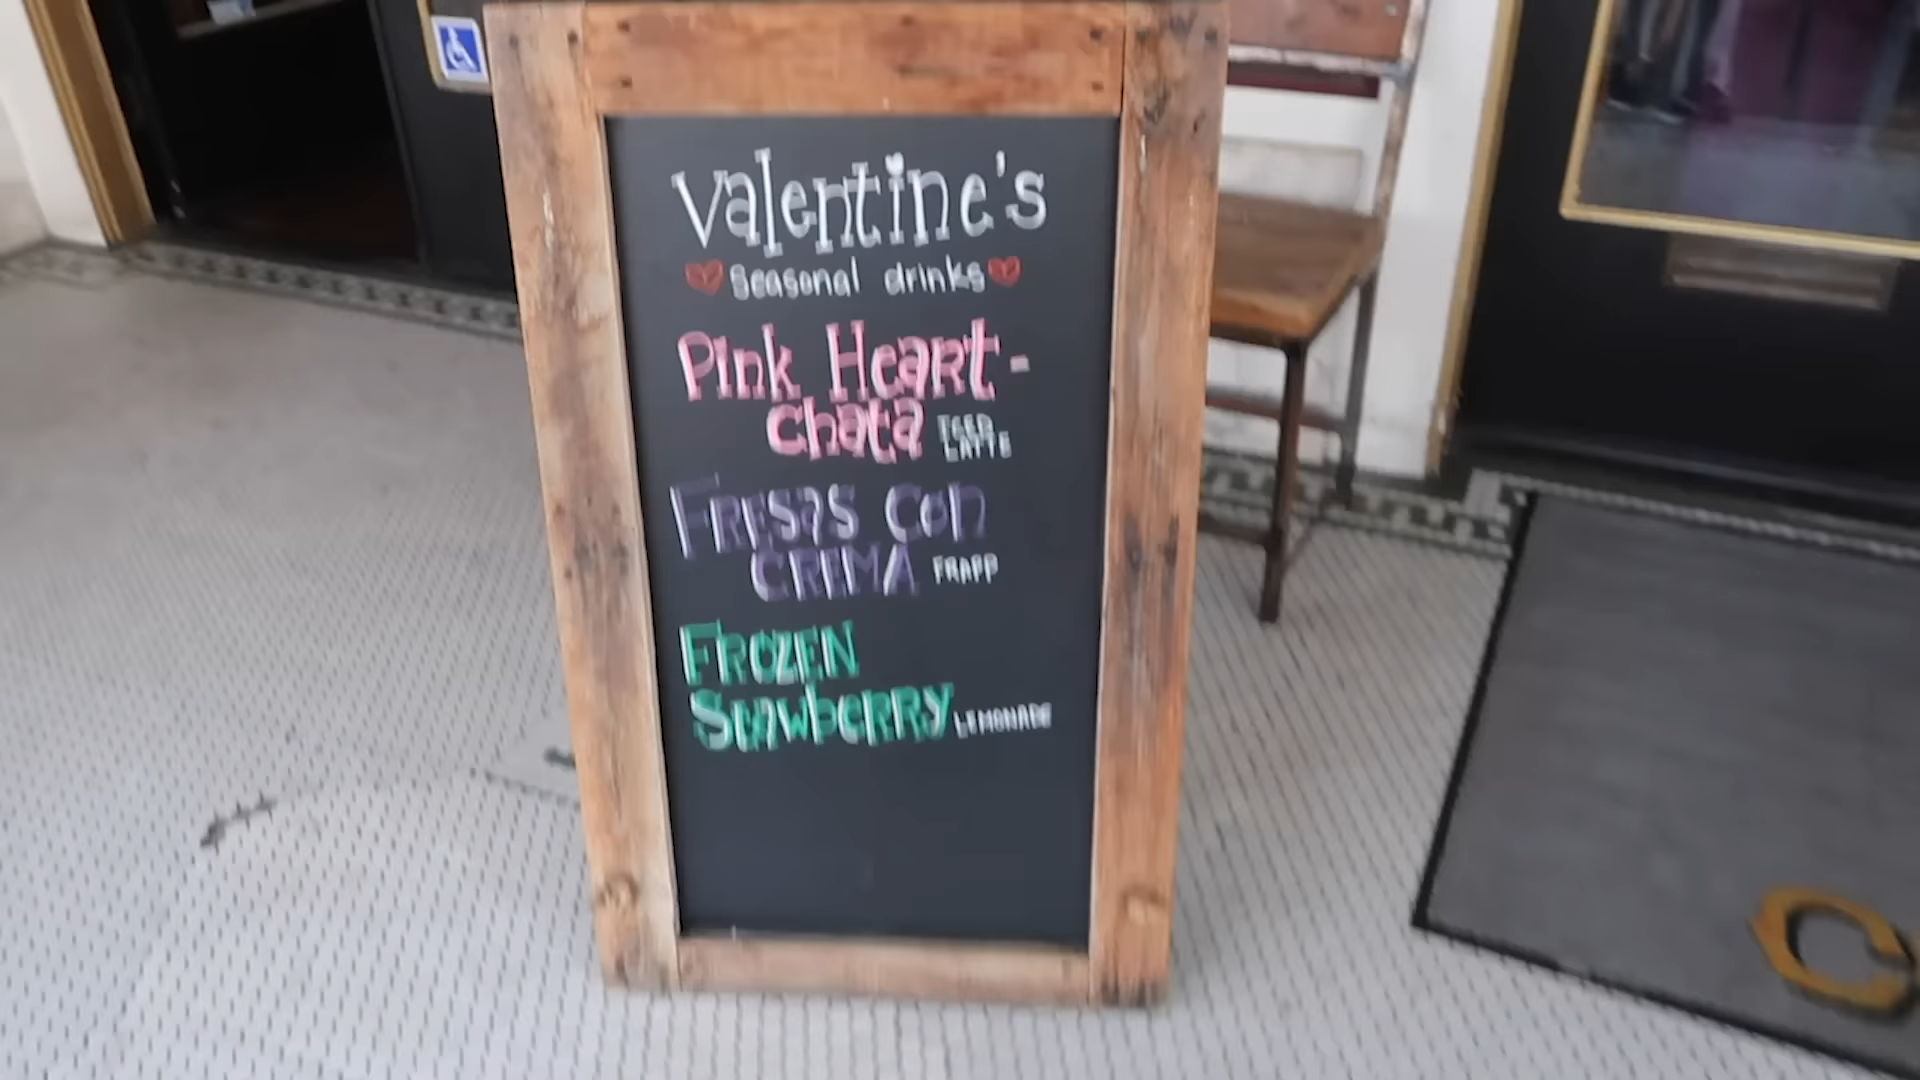 Valentine's
Seasonal drinks
Pink Heart-
chata ICED
LATTE
FRESAS CON
CREMA FRAPP
FROZEN
STRAWBERRY LEMONADE
C